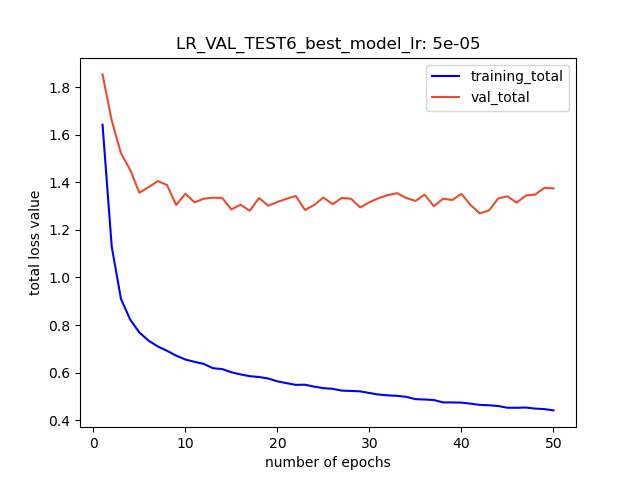 LR_VAL_TEST6_best_model_lr: 5e-05
training_total
val_total
total loss value
1.8
1.6
1.4
1.2
1.0
0.8
0.6
0.4
0 10 20 30 40 50
number of epochs